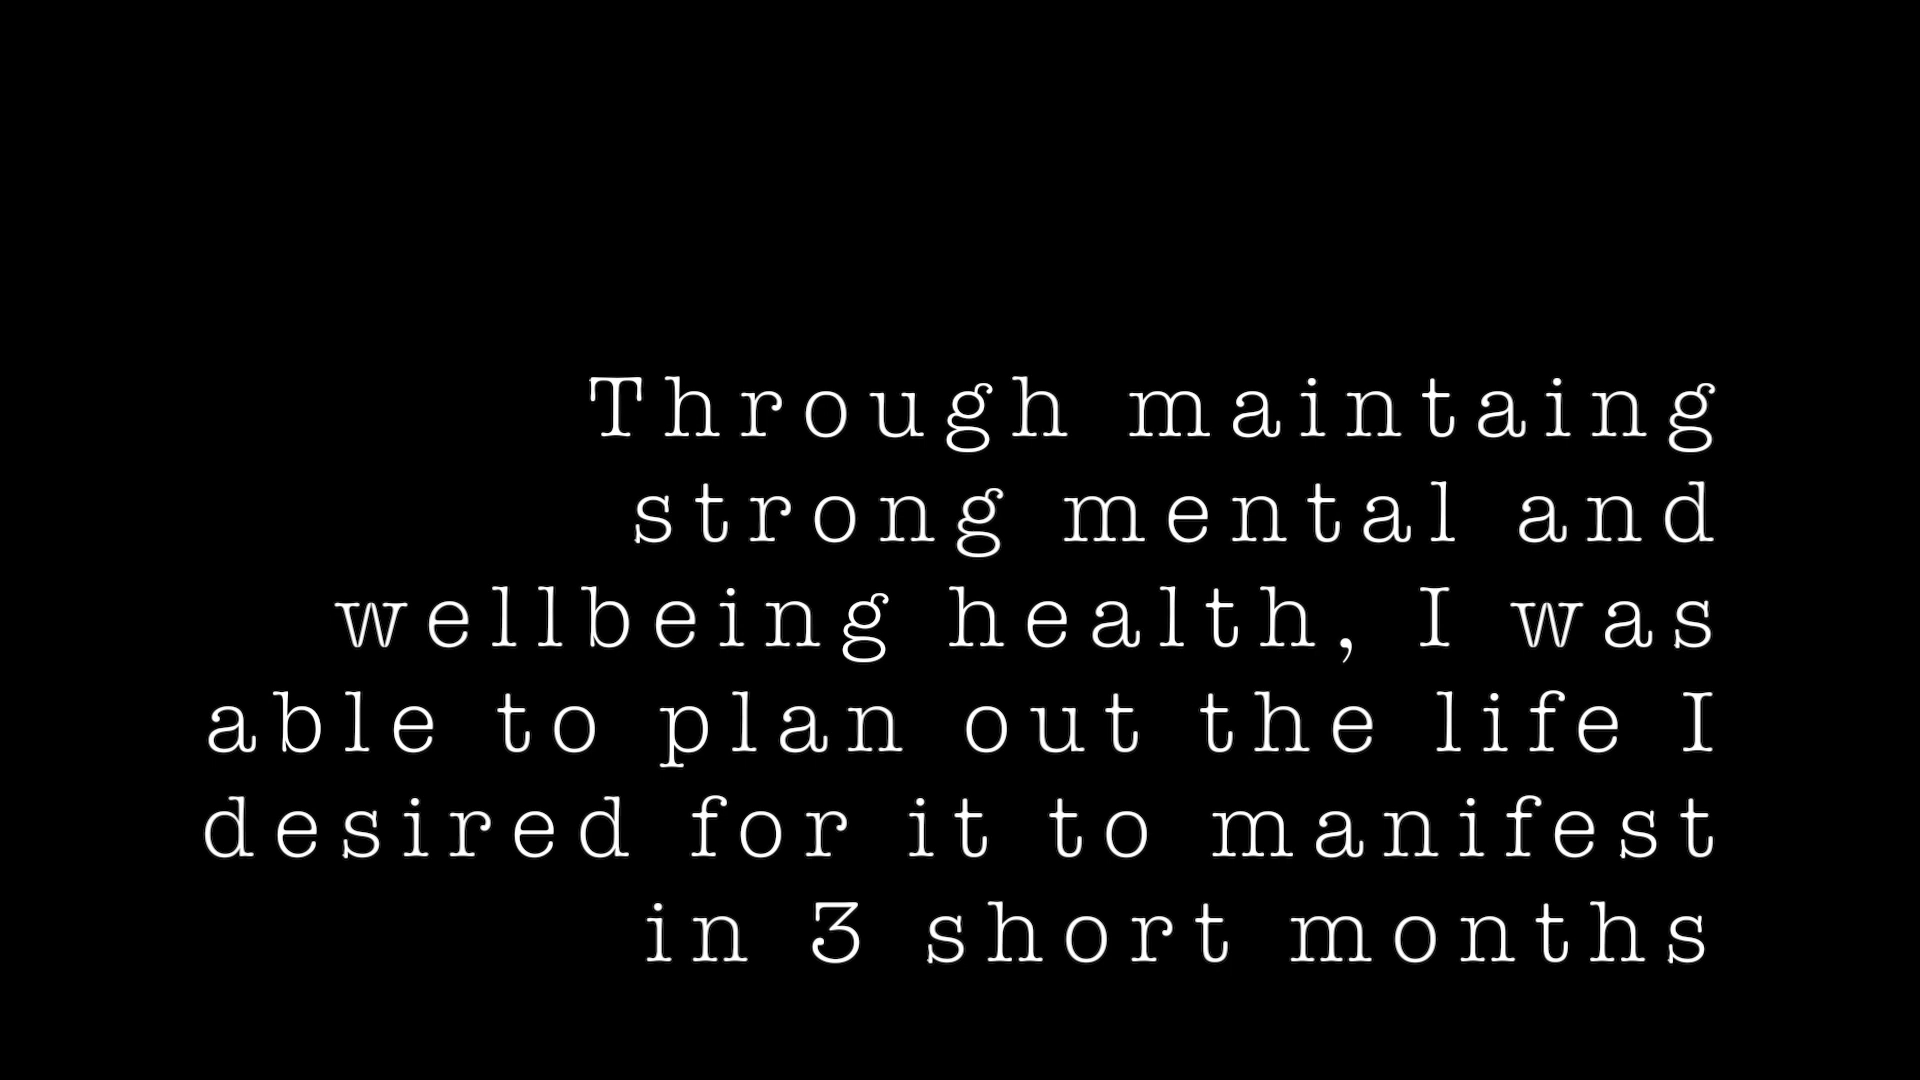 Through maintaing
strong mental and
wellbeing health, I was
able to plan out the life I
desired for it to manifest
in 3 short months